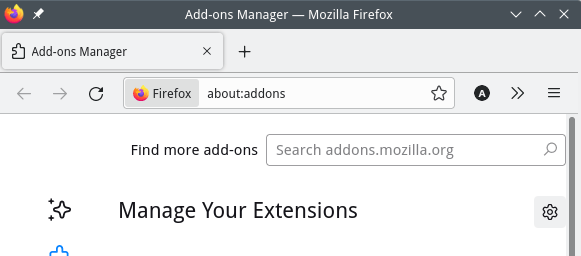 Add-ons Manager — Mozilla Firefox
Add-ons Manager
Firefox about:addons
A
Find more add-ons Search addons.mozilla.org
Manage Your Extensions